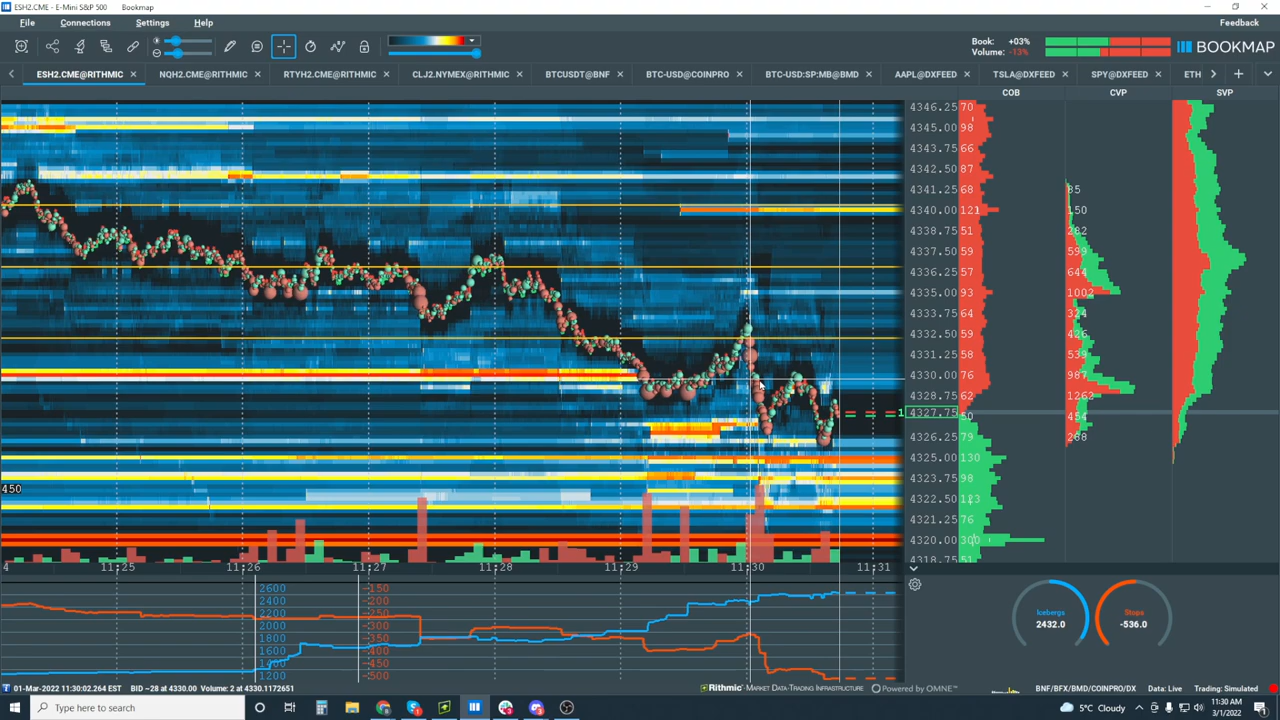 ESH2.CME - E-Mini S&P 500 Bookmap
File Connections Settings Help Feedback
Book: +03%
Volume: -13%
BOOKMAP
ESH2.CME@RITHMIC NQH2.CME@RITHMIC RTYH2.CME@RITHMIC CLJ2.NYMEX@RITHMIC BTCUSDT@BNF BTC-USD@COINPRO BTC-USD:SP:MB@BMD AAPL@DXFEED TSLA@DXFEED SPY@DXFEED ETH
COB CVP SVP
4346.25 70
4345.00 98
4343.75 66
4342.50 87
4341.25 68 85
4340.00 121 150
4338.75 51 282
4337.50 59 599
4336.25 57 644
4335.00 93 1002
4333.75 64 324
4332.50 59 426
4331.25 58 539
4330.00 76 987
4328.75 62 1262
1 4327.75 50 454
4326.25 79 268
4325.00 130
4323.75 98
450
4322.50 123
4321.25 76
4320.00 300
4318.75 51
4 11:25 11:26 11:27 11:28 11:29 11:30 11:31
2600 -150
2400 -200
2200 -250
2000 -300
1800 -350
1600 -400
1400 -450
1200 -500
Icebergs
2432.0
Stops
-536.0
01-Mar-2022 11:30:02.264 EST BID ~28 at 4330.00 Volume: 2 at 4330.1172651 Rithmic - MARKET DATA-TRADING INFRASTRUCTURE Powered by OMNE™ BNF/BFX/BMD/COINPRO/DX Data: Live Trading: Simulated
Type here to search
5°C Cloudy
11:30 AM
3/1/2022